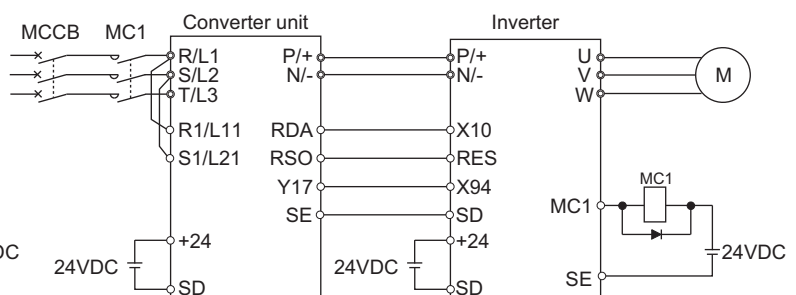 Converter unit
Inverter
MCCB MC1
R/L1 P/+ P/+ U
S/L2 N/- N/- V M
T/L3 W
R1/L11 RDA X10
S1/L21 RSO RES
Y17 X94 MC1
SE SD MC1
+24 +24
DC 24VDC 24VDC 24VDC
SD SD SE